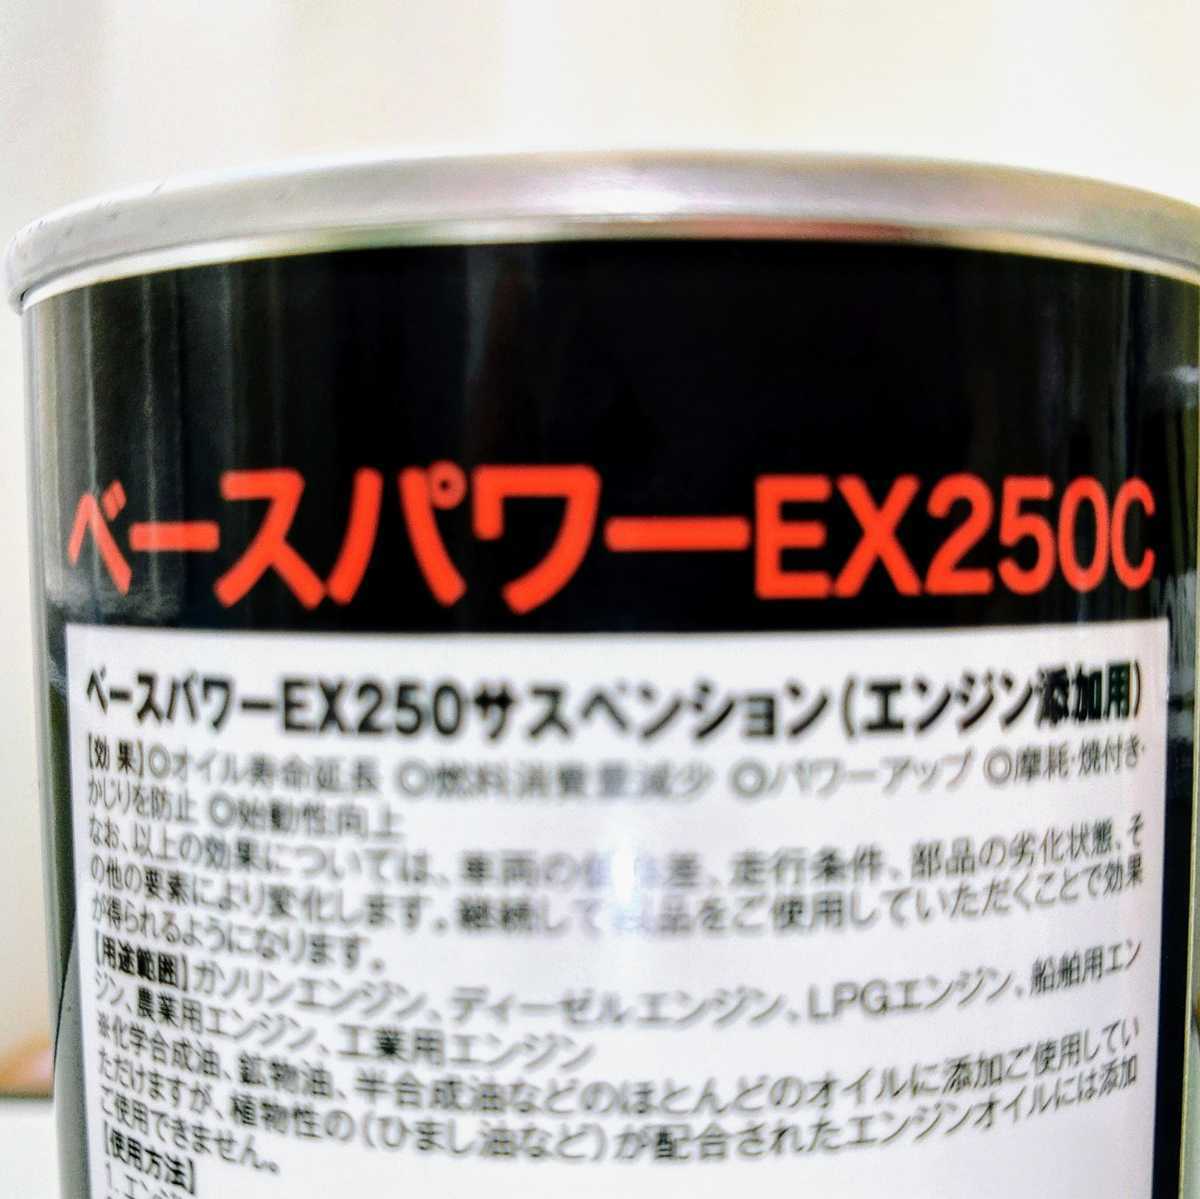 ベースパワーEX250C
ベースパワーEX250サスペンション(エンジン添加用)
【効 果】◎オイル寿命延長 ◎燃料消費量減少 ◎パワーアップ ◎摩耗・焼付き・
かじりを防止 ◎始動性向上
なお、以上の効果については、車両の個体差、走行条件、部品の劣化状態、そ
の他の要素により変化します。継続して製品をご使用していただくことで効果
が得られるようになります。
【用途範囲】ガソリンエンジン、ディーゼルエンジン、LPGエンジン、船舶用エン
ジン、農業用エンジン、工業用エンジン
※化学合成油、鉱物油、半合成油などのほとんどのオイルに添加ご使用してい
ただけますが、植物性の(ひまし油など)が配合されたエンジンオイルには添加
ご使用できません。
【使用方法】
1.エンジ